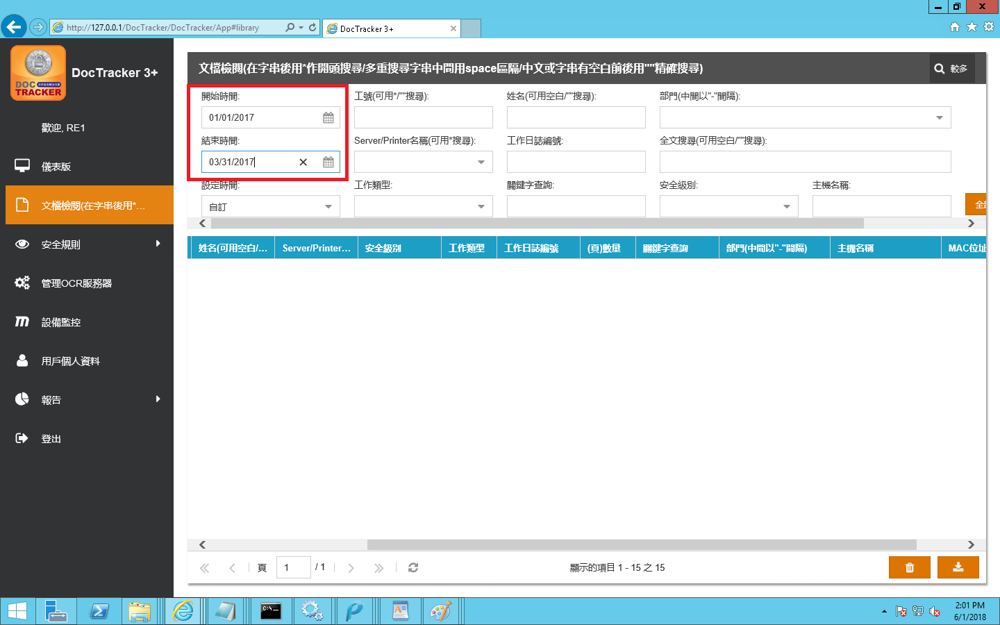 http://127.0.0.1/DocTracker/DocTracker/App#library
DocTracker 3+
DOC
文件安全解決方案
TRACKER
DocTracker 3+
歡迎, RE1
儀表版
文檔檢閱(在字串後用*...
安全規則
管理OCR服務器
設備監控
用戶個人資料
報告
登出
文檔檢閱(在字串後用*作開頭搜尋/多重搜尋字串中間用space區隔/中文或字串有空白前後用""精確搜尋)
較多
開始時間:
工號(可用*/""搜尋):
姓名(可用空白/""搜尋):
部門(中間以"-"間隔):
01/01/2017
結束時間:
Server/Printer名稱(可用*搜尋):
工作日誌編號:
全文搜尋(可用空白/""搜尋):
03/31/2017
設定時間:
工作類型:
關鍵字查詢:
安全級別:
主機名稱:
自訂
全部
姓名(可用空白/...
Server/Printer...
安全級別
工作類型
工作日誌編號
(頁)數量
關鍵字查詢
部門(中間以"-"間隔)
主機名稱
MAC位址
頁
1
/ 1
顯示的項目 1 - 15 之 15
C:\_
2:01 PM
6/1/2018